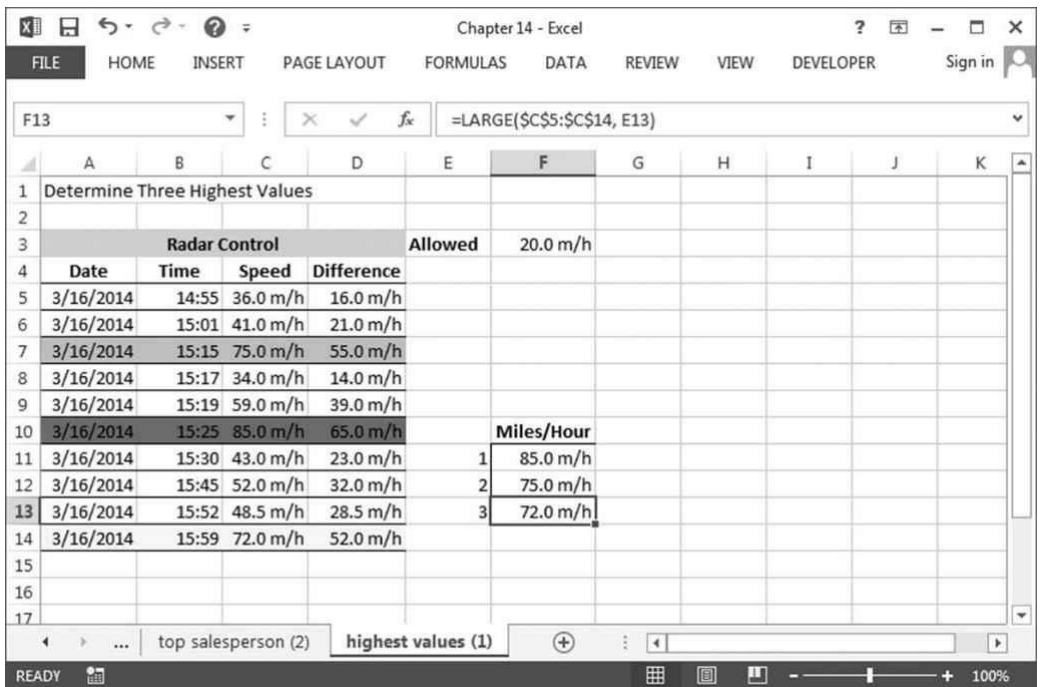 Chapter 14 - Excel
FILE HOME INSERT PAGE LAYOUT FORMULAS DATA REVIEW VIEW DEVELOPER Sign in
F13 fx =LARGE($C$5:$C$14, E13)
A B C D E F G H I J K
1 Determine Three Highest Values
2
3 Radar Control Allowed 20.0 m/h
4 Date Time Speed Difference
5 3/16/2014 14:55 36.0 m/h 16.0 m/h
6 3/16/2014 15:01 41.0 m/h 21.0 m/h
7 3/16/2014 15:15 75.0 m/h 55.0 m/h
8 3/16/2014 15:17 34.0 m/h 14.0 m/h
9 3/16/2014 15:19 59.0 m/h 39.0 m/h
10 3/16/2014 15:25 85.0 m/h 65.0 m/h Miles/Hour
11 3/16/2014 15:30 43.0 m/h 23.0 m/h 1 85.0 m/h
12 3/16/2014 15:45 52.0 m/h 32.0 m/h 2 75.0 m/h
13 3/16/2014 15:52 48.5 m/h 28.5 m/h 3 72.0 m/h
14 3/16/2014 15:59 72.0 m/h 52.0 m/h
15
16
17
... top salesperson (2) highest values (1)
READY 100%